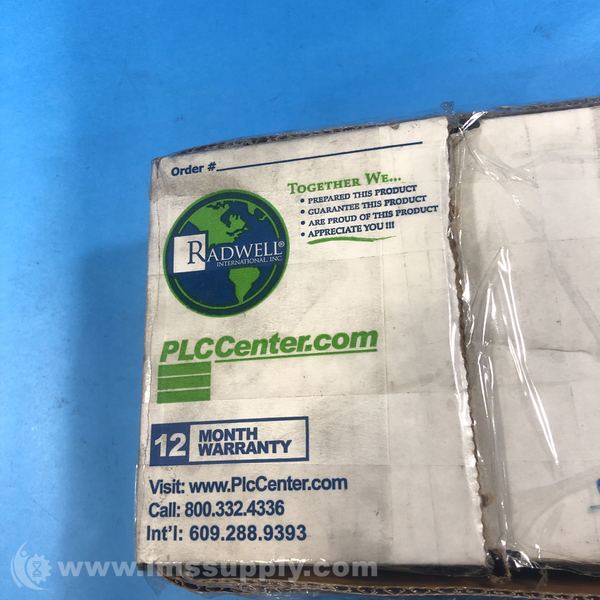 Order #
TOGETHER WE...
• PREPARED THIS PRODUCT
• GUARANTEE THIS PRODUCT
• ARE PROUD OF THIS PRODUCT
• APPRECIATE YOU !!!
RADWELL®
INTERNATIONAL, INC.
PLCCenter.com
12 MONTH
WARRANTY
Visit: www.PlcCenter.com
Call: 800.332.4336
Int'l: 609.288.9393
www.imssupply.com